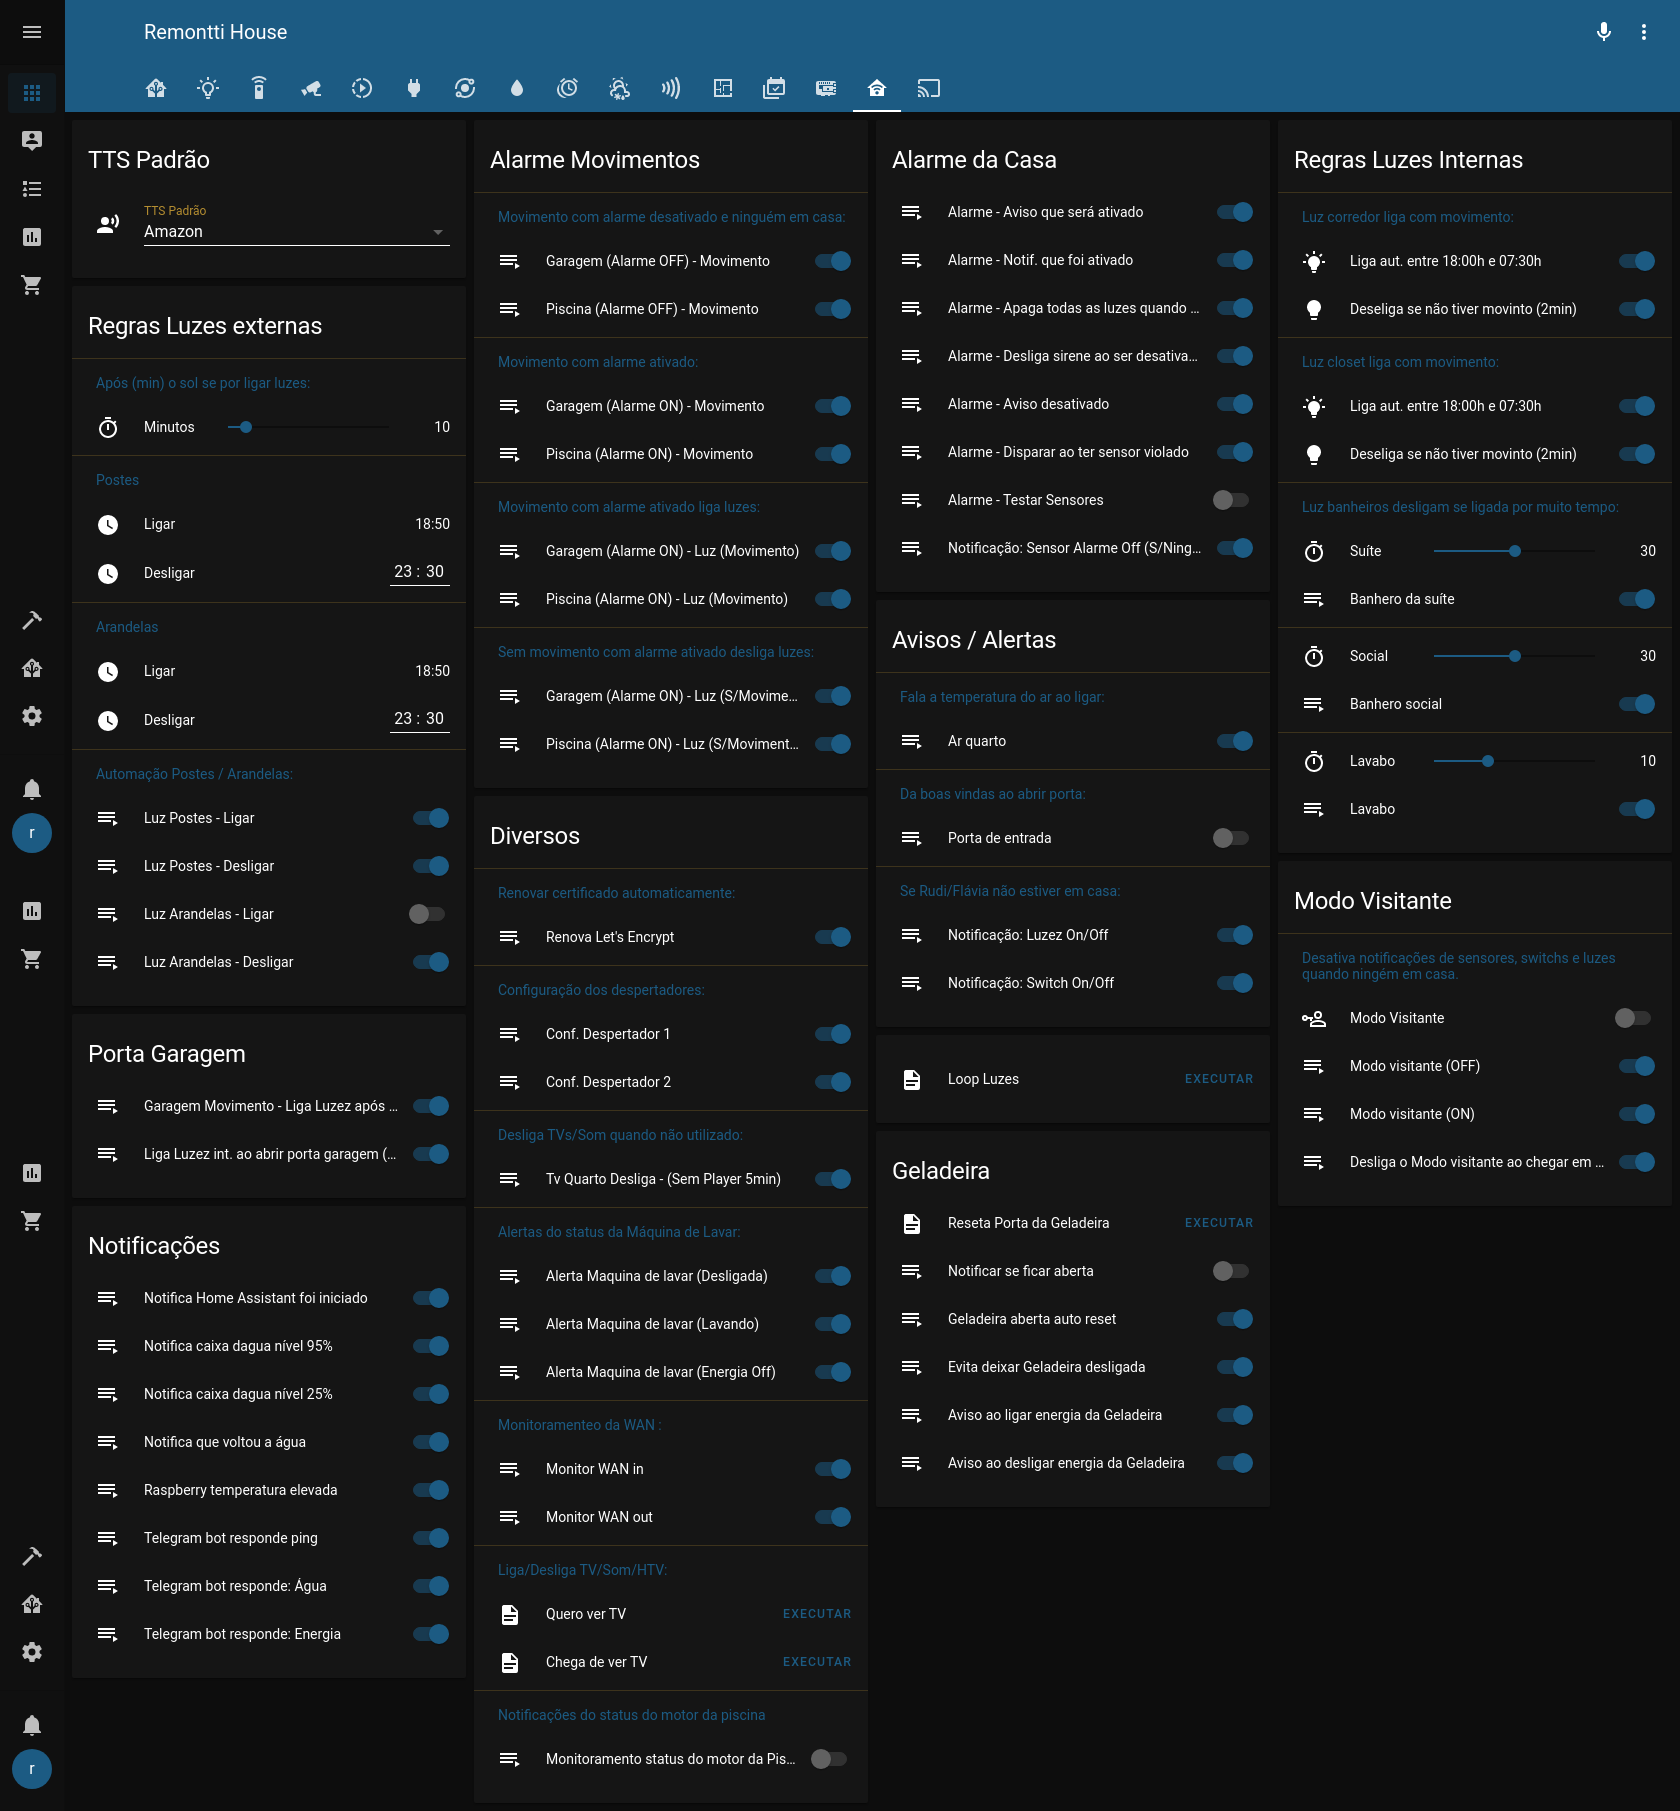 Remontti House
TTS Padrão
TTS Padrão
Amazon
Regras Luzes externas
Após (min) o sol se por ligar luzes:
Minutos 10
Postes
Ligar 18:50
Desligar 23 : 30
Arandelas
Ligar 18:50
Desligar 23 : 30
Automação Postes / Arandelas:
Luz Postes - Ligar
Luz Postes - Desligar
Luz Arandelas - Ligar
Luz Arandelas - Desligar
Porta Garagem
Garagem Movimento - Liga Luzez após ...
Liga Luzez int. ao abrir porta garagem (...
Notificações
Notifica Home Assistant foi iniciado
Notifica caixa dagua nível 95%
Notifica caixa dagua nível 25%
Notifica que voltou a água
Raspberry temperatura elevada
Telegram bot responde ping
Telegram bot responde: Água
Telegram bot responde: Energia
r
r
Alarme Movimentos
Movimento com alarme desativado e ninguém em casa:
Garagem (Alarme OFF) - Movimento
Piscina (Alarme OFF) - Movimento
Movimento com alarme ativado:
Garagem (Alarme ON) - Movimento
Piscina (Alarme ON) - Movimento
Movimento com alarme ativado liga luzes:
Garagem (Alarme ON) - Luz (Movimento)
Piscina (Alarme ON) - Luz (Movimento)
Sem movimento com alarme ativado desliga luzes:
Garagem (Alarme ON) - Luz (S/Movime...
Piscina (Alarme ON) - Luz (S/Moviment...
Diversos
Renovar certificado automaticamente:
Renova Let's Encrypt
Configuração dos despertadores:
Conf. Despertador 1
Conf. Despertador 2
Desliga TVs/Som quando não utilizado:
Tv Quarto Desliga - (Sem Player 5min)
Alertas do status da Máquina de Lavar:
Alerta Maquina de lavar (Desligada)
Alerta Maquina de lavar (Lavando)
Alerta Maquina de lavar (Energia Off)
Monitoramenteo da WAN :
Monitor WAN in
Monitor WAN out
Liga/Desliga TV/Som/HTV:
Quero ver TV EXECUTAR
Chega de ver TV EXECUTAR
Notificações do status do motor da piscina
Monitoramento status do motor da Pis...
Alarme da Casa
Alarme - Aviso que será ativado
Alarme - Notif. que foi ativado
Alarme - Apaga todas as luzes quando ...
Alarme - Desliga sirene ao ser desativa...
Alarme - Aviso desativado
Alarme - Disparar ao ter sensor violado
Alarme - Testar Sensores
Notificação: Sensor Alarme Off (S/Ning...
Avisos / Alertas
Fala a temperatura do ar ao ligar:
Ar quarto
Da boas vindas ao abrir porta:
Porta de entrada
Se Rudi/Flávia não estiver em casa:
Notificação: Luzez On/Off
Notificação: Switch On/Off
Loop Luzes EXECUTAR
Geladeira
Reseta Porta da Geladeira EXECUTAR
Notificar se ficar aberta
Geladeira aberta auto reset
Evita deixar Geladeira desligada
Aviso ao ligar energia da Geladeira
Aviso ao desligar energia da Geladeira
Regras Luzes Internas
Luz corredor liga com movimento:
Liga aut. entre 18:00h e 07:30h
Deseliga se não tiver movinto (2min)
Luz closet liga com movimento:
Liga aut. entre 18:00h e 07:30h
Deseliga se não tiver movinto (2min)
Luz banheiros desligam se ligada por muito tempo:
Suíte 30
Banhero da suíte
Social 30
Banhero social
Lavabo 10
Lavabo
Modo Visitante
Desativa notificações de sensores, switchs e luzes
quando ningém em casa.
Modo Visitante
Modo visitante (OFF)
Modo visitante (ON)
Desliga o Modo visitante ao chegar em ...